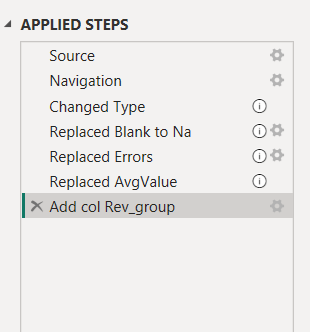 APPLIED STEPS
Source
Navigation
Changed Type
Replaced Blank to Na
Replaced Errors
Replaced AvgValue
Add col Rev_group